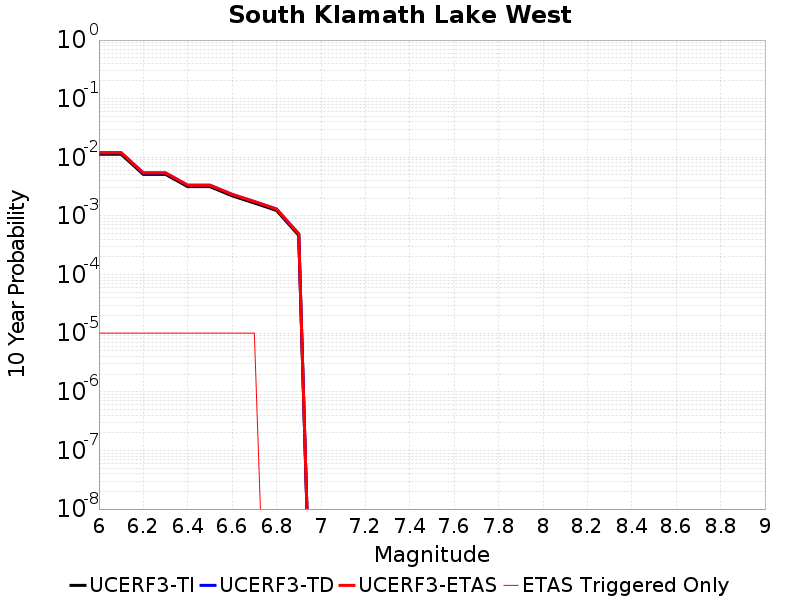 South Klamath Lake West
10 Year Probability
10^0
10^-1
10^-2
10^-3
10^-4
10^-5
10^-6
10^-7
10^-8
6 6.2 6.4 6.6 6.8 7 7.2 7.4 7.6 7.8 8 8.2 8.4 8.6 8.8 9
Magnitude
UCERF3-TI UCERF3-TD UCERF3-ETAS ETAS Triggered Only